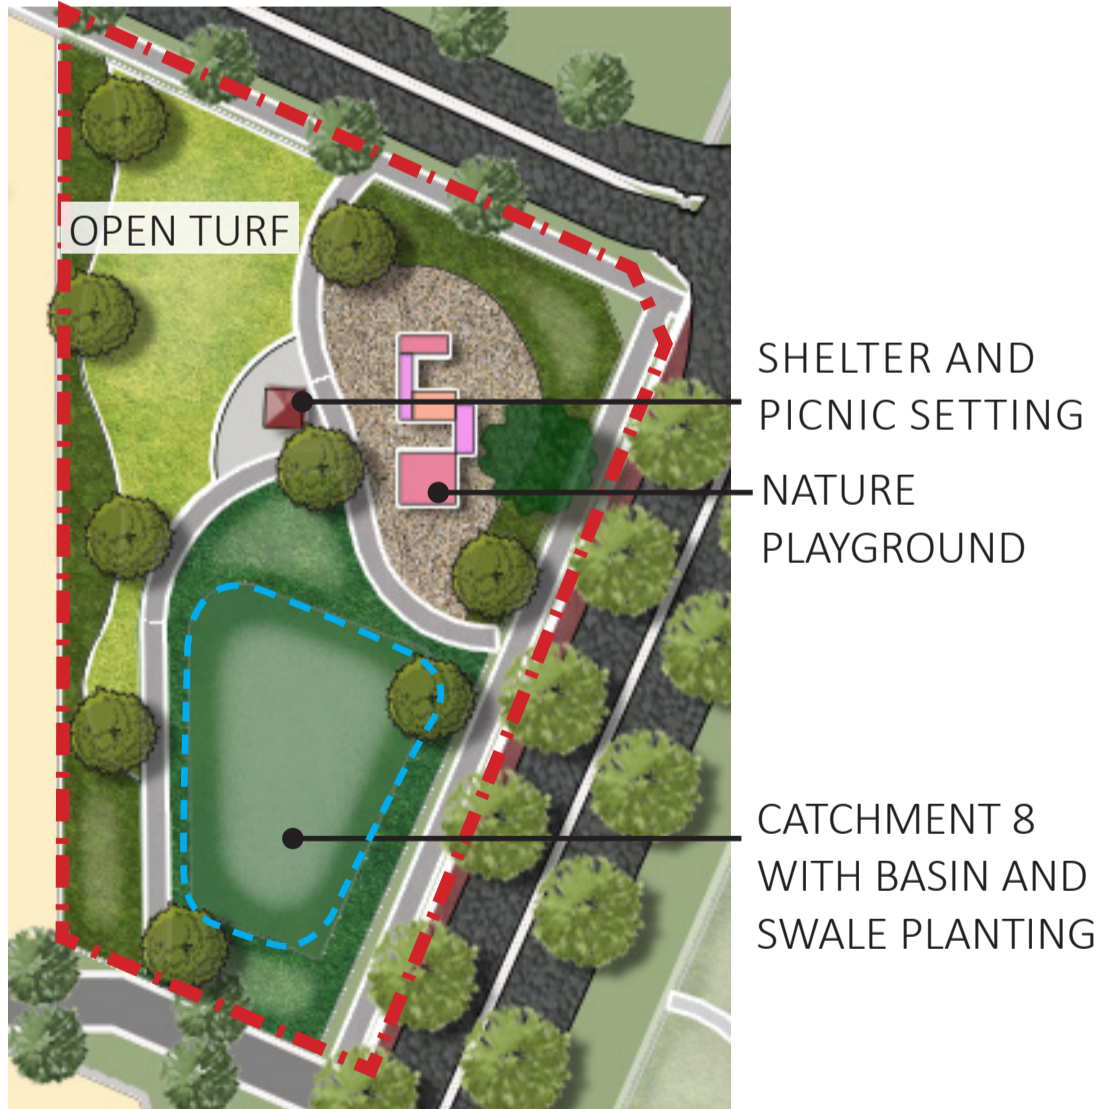 OPEN TURF
SHELTER AND
PICNIC SETTING
NATURE
PLAYGROUND
CATCHMENT 8
WITH BASIN AND
SWALE PLANTING